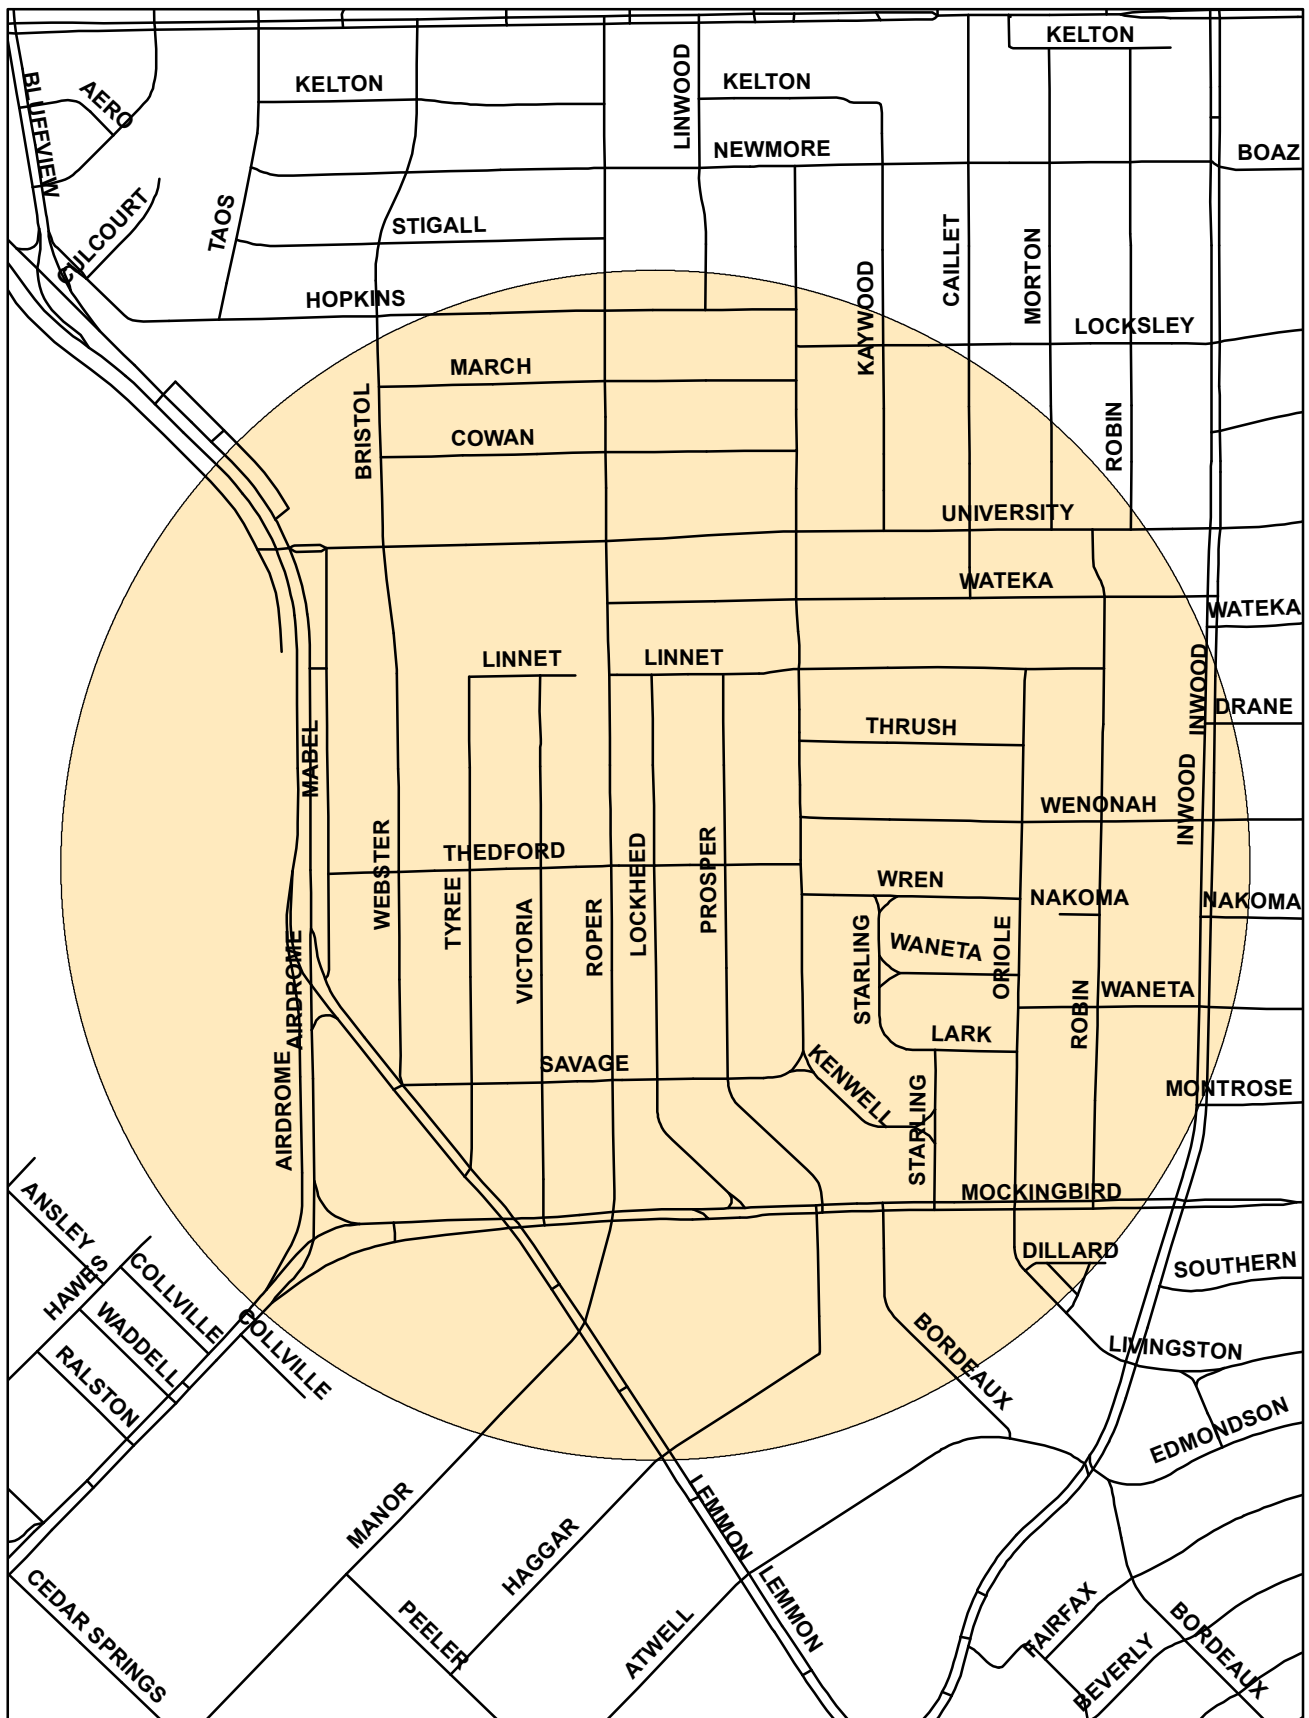 KELTON
LINWOOD
BLUFFVIEW
AERO
KELTON
KELTON
NEWMORE
BOAZ
CULCOURT
TAOS
STIGALL
CAILLET
MORTON
KAYWOOD
HOPKINS
LOCKSLEY
MARCH
BRISTOL
COWAN
ROBIN
UNIVERSITY
WATEKA
WATEKA
LINNET
LINNET
INWOOD
DRANE
THRUSH
MABEL
INWOOD
WENONAH
WEBSTER
THEDFORD
TYREE
VICTORIA
ROPER
LOCKHEED
PROSPER
WREN
NAKOMA
NAKOMA
STARLING
WANETA
ORIOLE
AIRDROME
ROBIN
WANETA
LARK
SAVAGE
KENWELL
STARLING
AIRDROME
MONTROSE
MOCKINGBIRD
ANSLEY
HAWES
COLLVILLE
DILLARD
SOUTHERN
WADDELL
COLLVILLE
BORDEAUX
LIVINGSTON
RALSTON
EDMONDSON
MANOR
HAGGAR
LEMMON
LEMMON
CEDAR SPRINGS
PEELER
ATWELL
FAIRFAX
BEVERLY
BORDEAUX